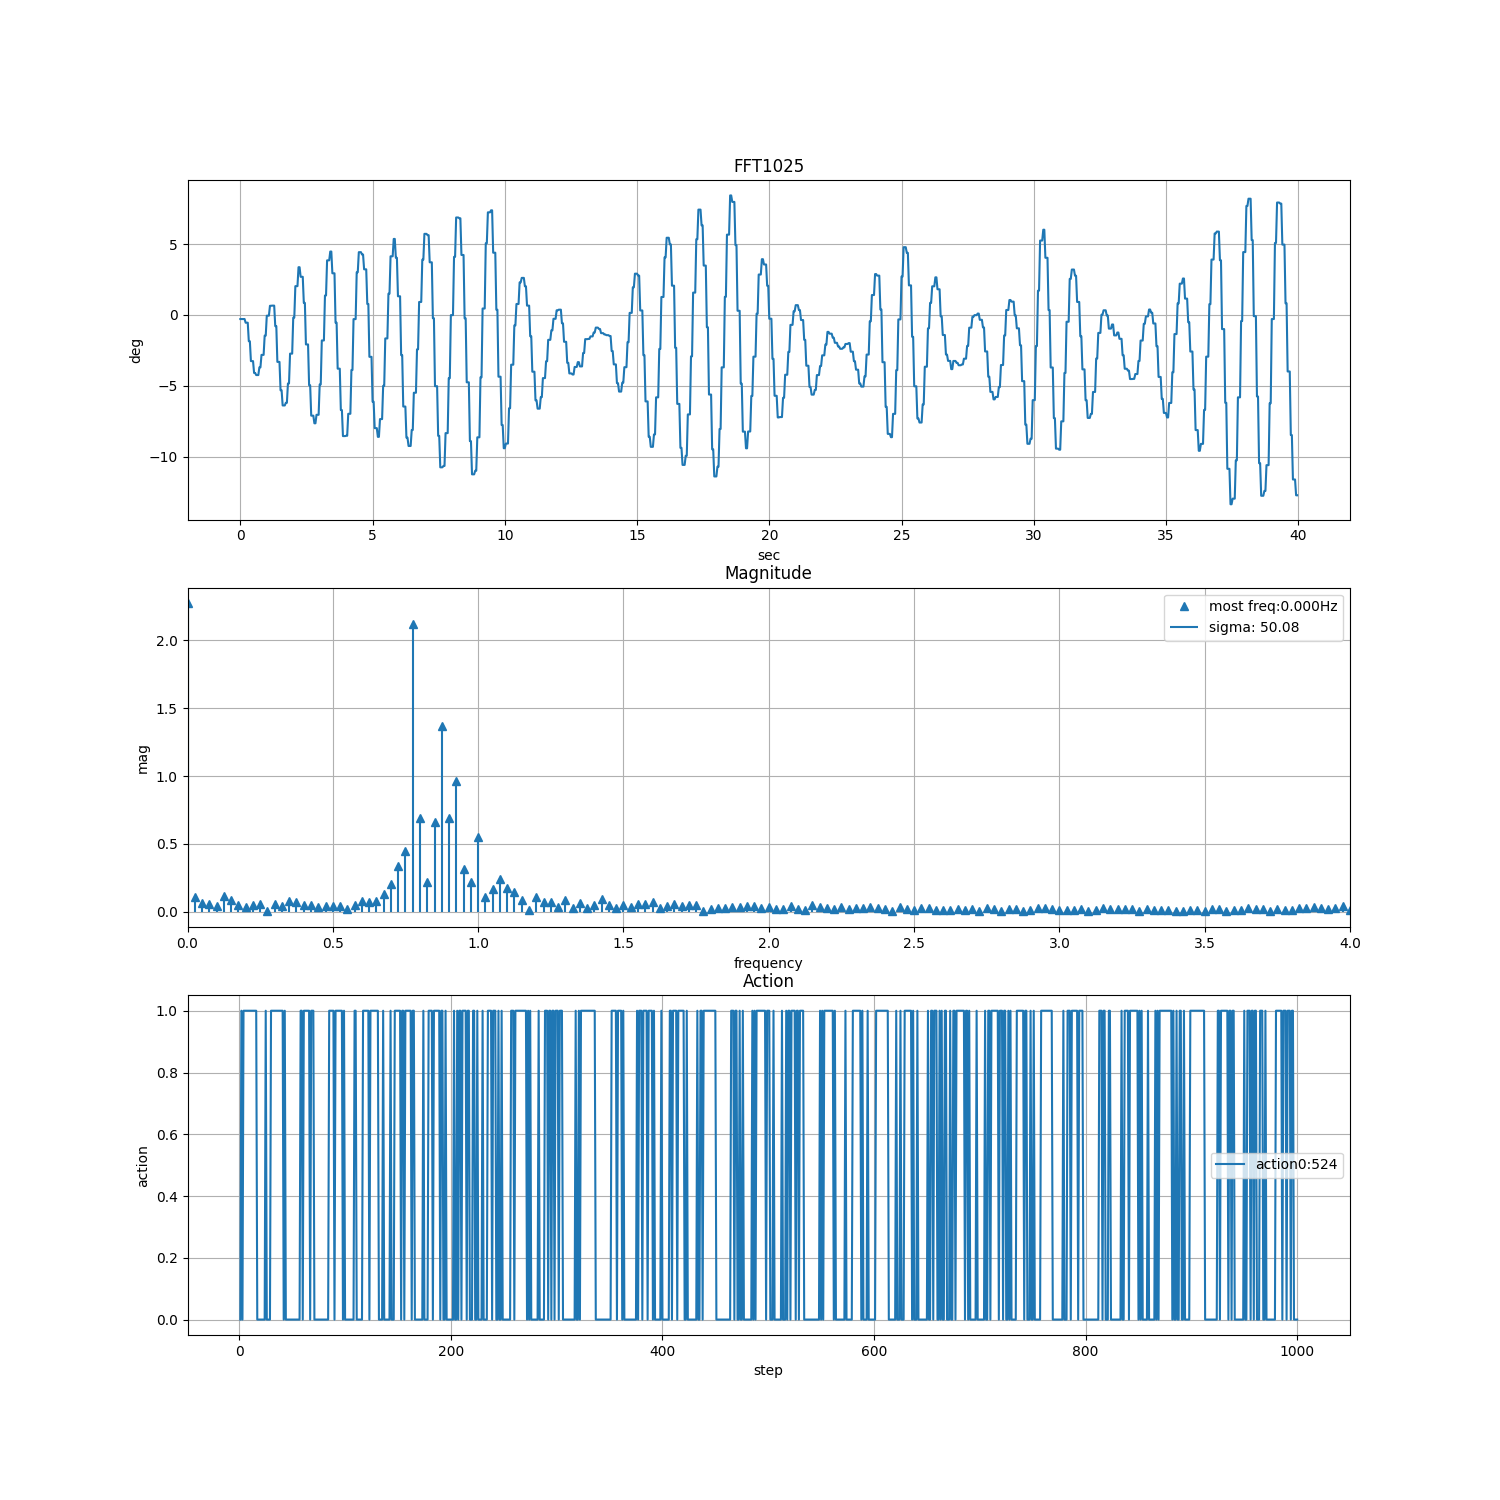 FFT1025
5
0
−5
−10
deg
0 5 10 15 20 25 30 35 40
sec
Magnitude
most freq:0.000Hz
sigma: 50.08
2.0
1.5
1.0
0.5
0.0
mag
0.0 0.5 1.0 1.5 2.0 2.5 3.0 3.5 4.0
frequency
Action
1.0
0.8
0.6
0.4
0.2
0.0
action
action0:524
0 200 400 600 800 1000
step